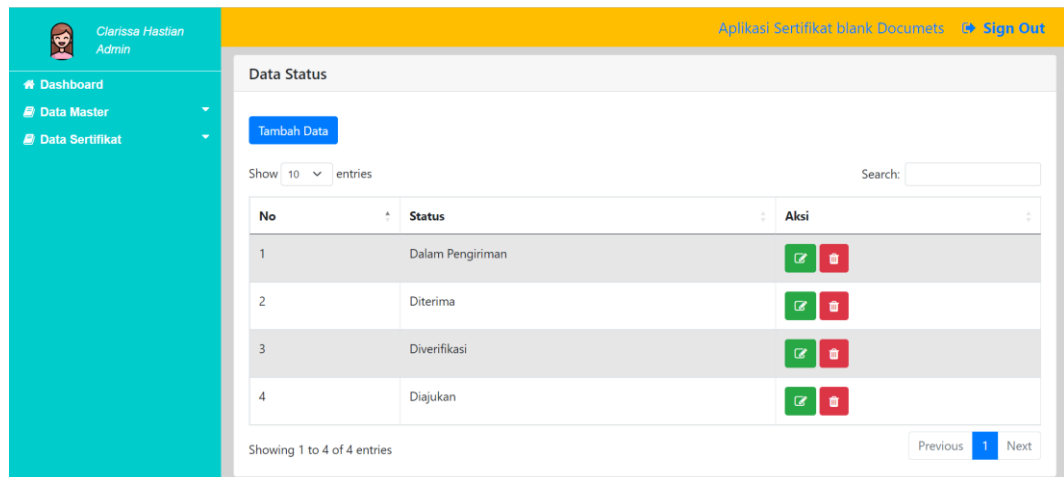 Clarissa Hastian
Admin
Aplikasi Sertifikat blank Documets Sign Out
Dashboard
Data Master
Data Sertifikat
Data Status
Tambah Data
Show 10 entries Search:
No Status Aksi
1 Dalam Pengiriman
2 Diterima
3 Diverifikasi
4 Diajukan
Showing 1 to 4 of 4 entries Previous 1 Next